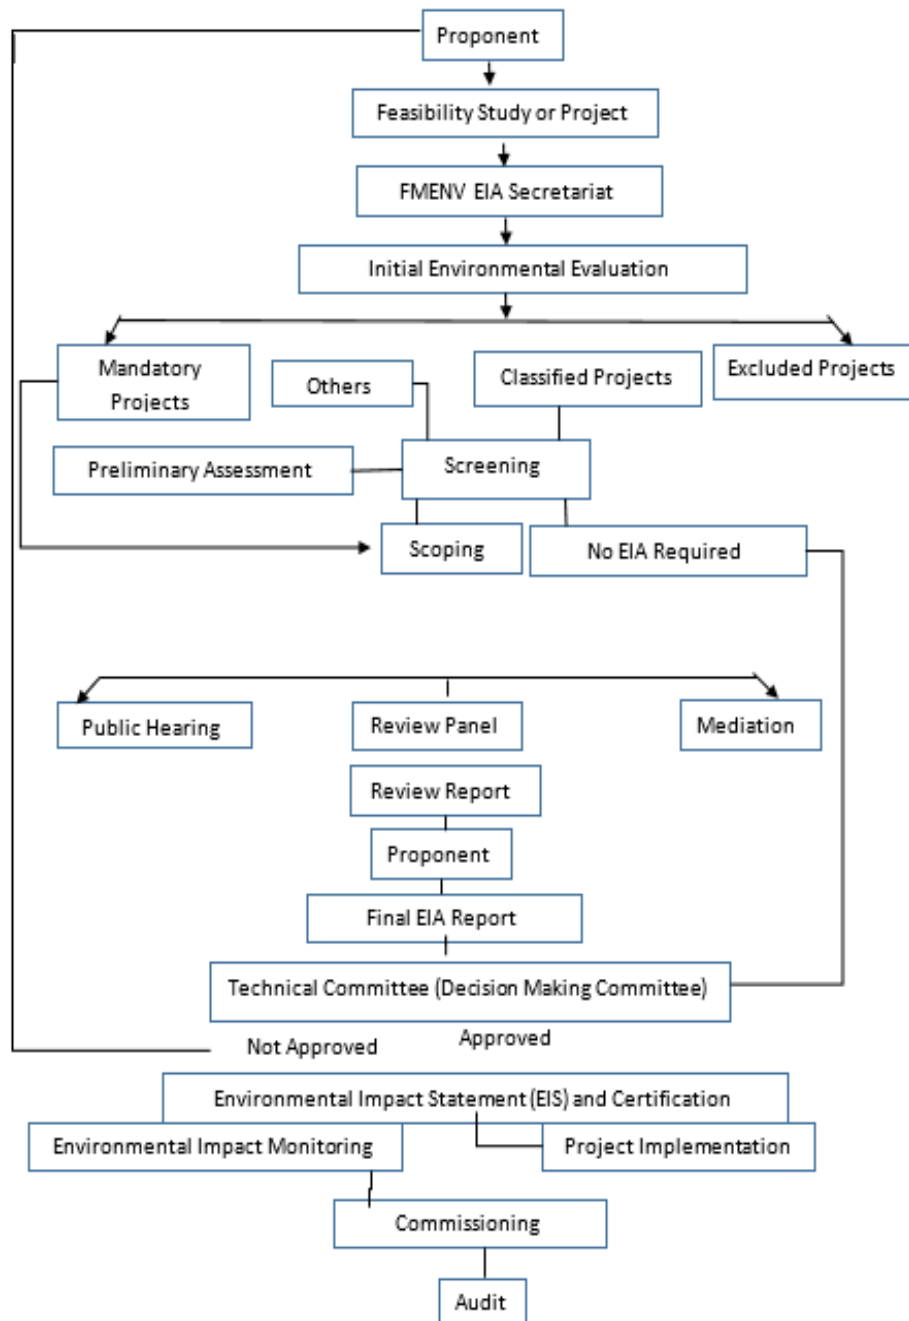 Proponent
Feasibility Study or Project
FMENV EIA Secretariat
Initial Environmental Evaluation
Mandatory
Projects
Others
Classified Projects
Excluded Projects
Preliminary Assessment
Screening
Scoping
No EIA Required
Public Hearing
Review Panel
Mediation
Review Report
Proponent
Final EIA Report
Technical Committee (Decision Making Committee)
Not Approved
Approved
Environmental Impact Statement (EIS) and Certification
Environmental Impact Monitoring
Project Implementation
Commissioning
Audit